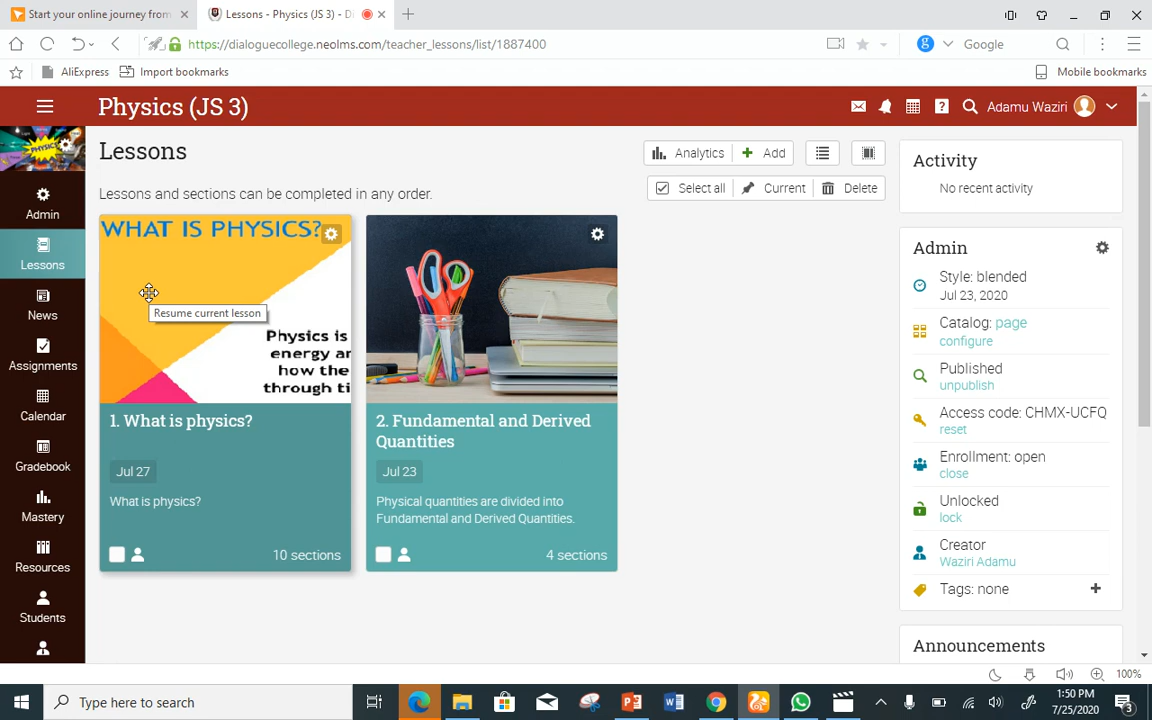 Start your online journey from
Lessons - Physics (JS 3) - Di
https://dialoguecollege.neolms.com/teacher_lessons/list/1887400
Google
AliExpress
Import bookmarks
Mobile bookmarks
Physics (JS 3)
Adamu Waziri
PHYSICS
Admin
Lessons
News
Assignments
Calendar
Gradebook
Mastery
Resources
Students
Lessons
Analytics
Add
Lessons and sections can be completed in any order.
Select all
Current
Delete
WHAT IS PHYSICS?
Resume current lesson
Physics is
energy ar
how the
through ti
1. What is physics?
Jul 27
What is physics?
10 sections
2. Fundamental and Derived
Quantities
Jul 23
Physical quantities are divided into
Fundamental and Derived Quantities.
4 sections
Activity
No recent activity
Admin
Style: blended
Jul 23, 2020
Catalog: page
configure
Published
unpublish
Access code: CHMX-UCFQ
reset
Enrollment: open
close
Unlocked
lock
Creator
Waziri Adamu
Tags: none
Announcements
100%
Type here to search
1:50 PM
7/25/2020
3